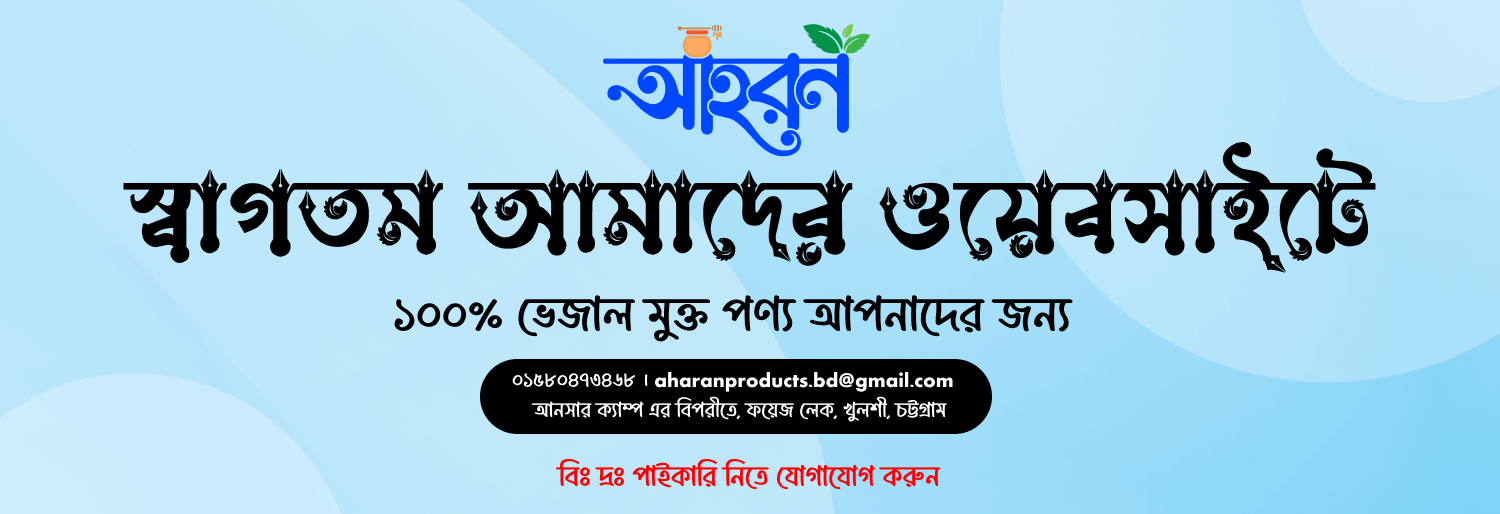 আহরন
স্বাগতম আমাদের ওয়েবসাইটে
১০০% ভেজাল মুক্ত পণ্য আপনাদের জন্য
০১৫৮০৪৭৩৪৬৮ । aharanproducts.bd@gmail.com
আনসার ক্যাম্প এর বিপরীতে, ফয়েজ লেক, খুলশী, চট্টগ্রাম
বিঃ দ্রঃ পাইকারি নিতে যোগাযোগ করুন